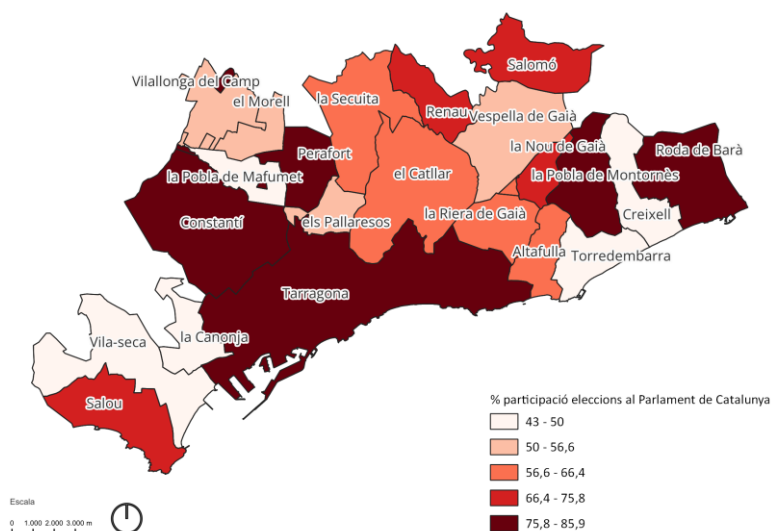 Salomó
Vilallonga del Camp
el Morell
la Secuita
Renau
Vespella de Gaià
la Nou de Gaià
Roda de Barà
Perafort
la Pobla de Mafumet
el Catllar
la Pobla de Montornès
Constantí
els Pallaresos
la Riera de Gaià
Creixell
Altafulla
Torredembarra
Tarragona
Vila-seca
la Canonja
Salou
% participació eleccions al Parlament de Catalunya
43 - 50
50 - 56,6
56,6 - 66,4
66,4 - 75,8
75,8 - 85,9
Escala
0 1.000 2.000 3.000 m